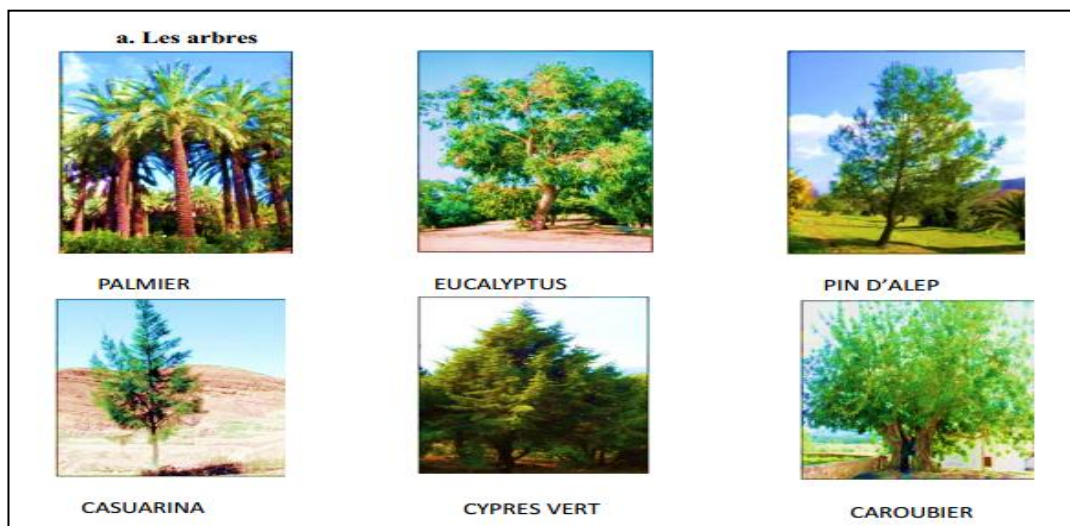 a. Les arbres
PALMIER
EUCALYPTUS
PIN D'ALEP
CASUARINA
CYPRES VERT
CAROUBIER